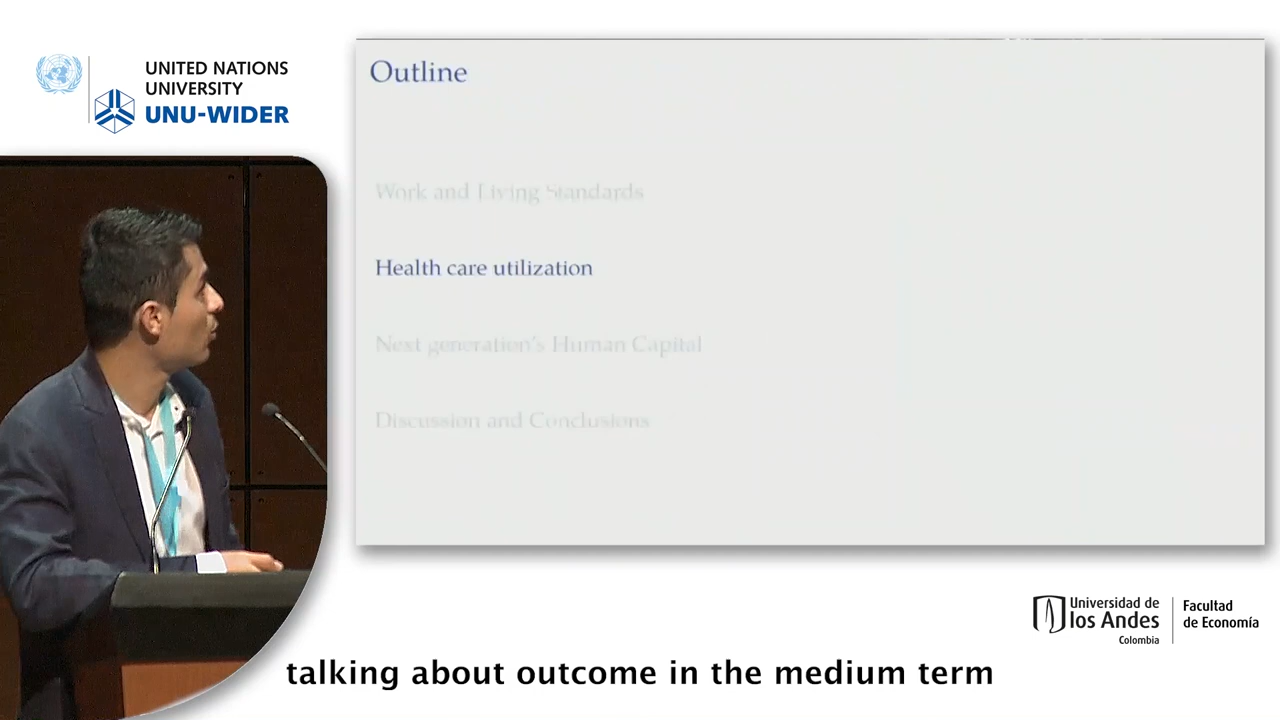 UNITED NATIONS
UNIVERSITY
UNU-WIDER
Outline
Work and Living Standards
Health care utilization
Next generation's Human Capital
Discussion and Conclusions
Universidad de
los Andes
Colombia
Facultad
de Economía
talking about outcome in the medium term